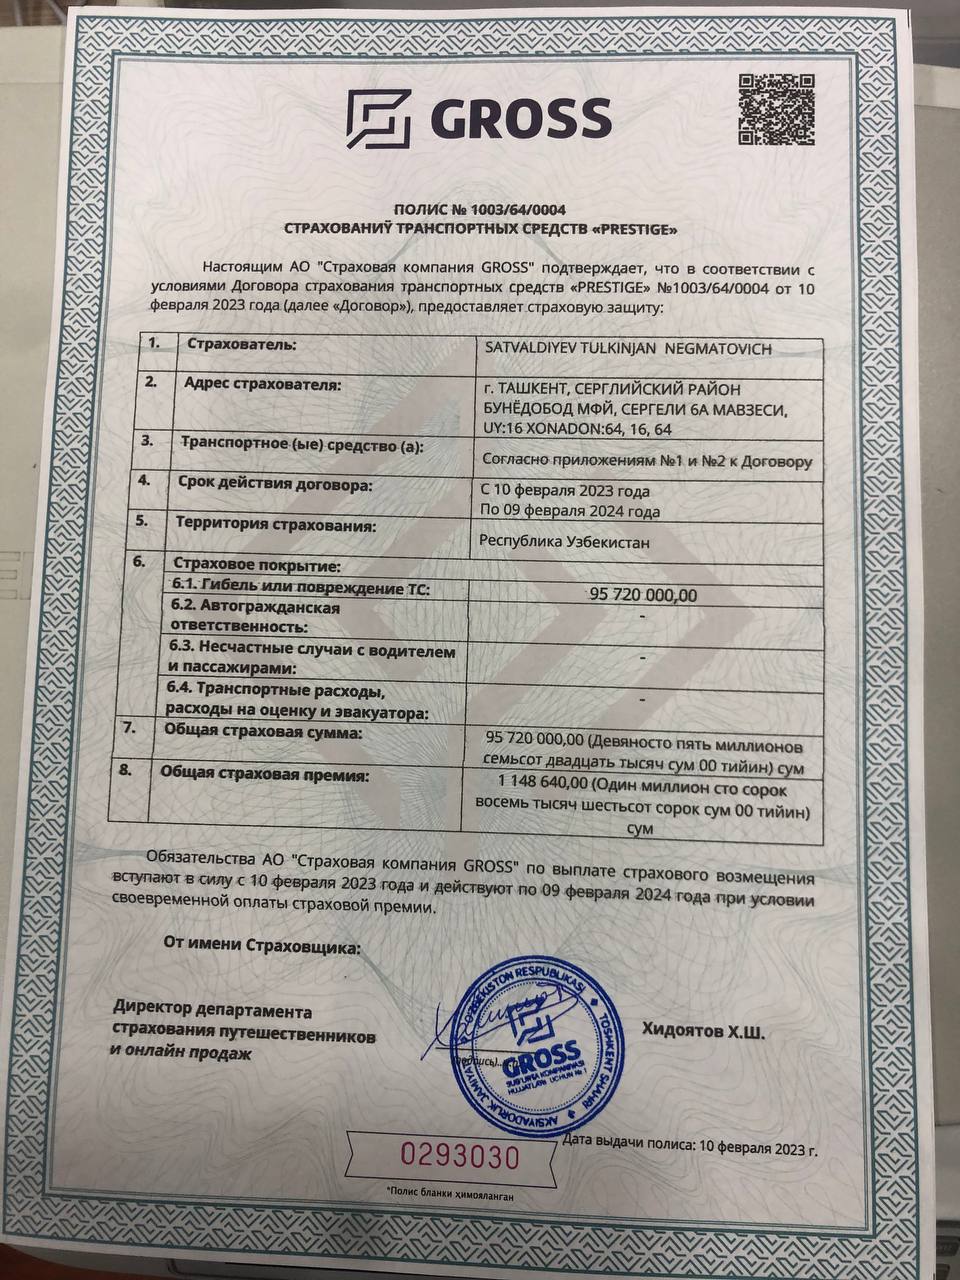 GROSS
ПОЛИС № 1003/64/0004
СТРАХОВАНИЎ ТРАНСПОРТНЫХ СРЕДСТВ «PRESTIGE»
Настоящим АО "Страховая компания GROSS" подтверждает, что в соответствии с
условиями Договора страхования транспортных средств «PRESTIGE» №1003/64/0004 от 10
февраля 2023 года (далее «Договор»), предоставляет страховую защиту:
1. Страхователь: SATVALDIYEV TULKINJAN NEGMATOVICH
2. Адрес страхователя: г. ТАШКЕНТ, СЕРГЛИЙСКИЙ РАЙОН
БУНЁДОБОД МФЙ, СЕРГЕЛИ 6А МАВЗЕСИ,
UY:16 XONADON:64, 16, 64
3. Транспортное (ые) средство (а): Согласно приложениям №1 и №2 к Договору
4. Срок действия договора: С 10 февраля 2023 года
По 09 февраля 2024 года
5. Территория страхования: Республика Узбекистан
6. Страховое покрытие:
6.1. Гибель или повреждение ТС: 95 720 000,00
6.2. Автогражданская
ответственность: -
6.3. Несчастные случаи с водителем
и пассажирами: -
6.4. Транспортные расходы,
расходы на оценку и эвакуатора: -
7. Общая страховая сумма: 95 720 000,00 (Девяносто пять миллионов
семьсот двадцать тысяч сум 00 тийин) сум
8. Общая страховая премия: 1 148 640,00 (Один миллион сто сорок
восемь тысяч шестьсот сорок сум 00 тийин)
сум
Обязательства АО "Страховая компания GROSS" по выплате страхового возмещения
вступают в силу с 10 февраля 2023 года и действуют по 09 февраля 2024 года при условии
своевременной оплаты страховой премии.
От имени Страховщика:
Директор департамента
страхования путешественников
и онлайн продаж
Хидоятов Х.Ш.
O'ZBEKISTON RESPUBLIKASI
TOSHKENT SHAHRI
AKSIYADORLIK JAMIYATI
GROSS
SUG'URTA KOMPANIYASI
HUJJATLARI UCHUN № 1
Дата выдачи полиса: 10 февраля 2023 г.
0293030
*Полис бланки ҳимояланган